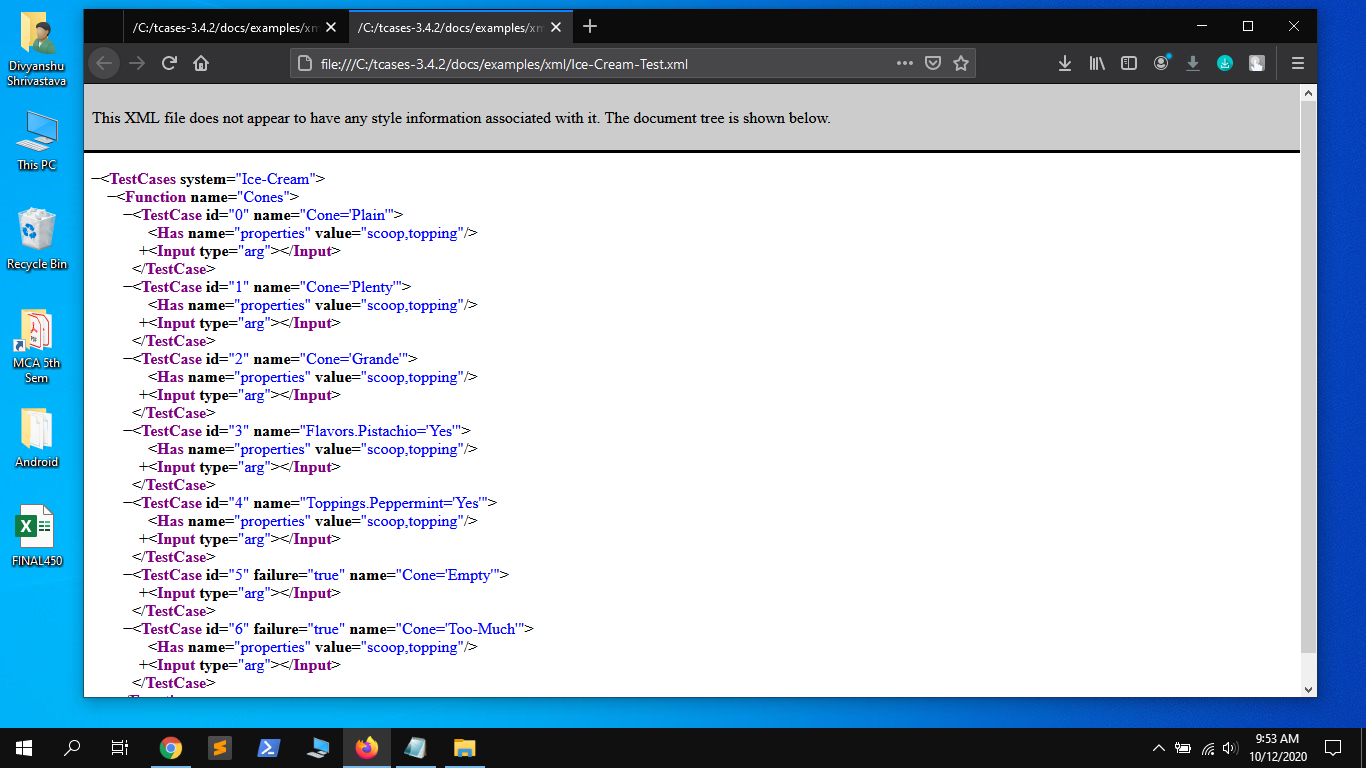 Divyanshu
Shrivastava
This PC
Recycle Bin
MCA 5th
Sem
Android
FINAL450
/C:/tcases-3.4.2/docs/examples/xm
/C:/tcases-3.4.2/docs/examples/xm
file:///C:/tcases-3.4.2/docs/examples/xml/Ice-Cream-Test.xml
This XML file does not appear to have any style information associated with it. The document tree is shown below.
−<TestCases system="Ice-Cream">
−<Function name="Cones">
−<TestCase id="0" name="Cone='Plain'">
<Has name="properties" value="scoop,topping"/>
+<Input type="arg"></Input>
</TestCase>
−<TestCase id="1" name="Cone='Plenty'">
<Has name="properties" value="scoop,topping"/>
+<Input type="arg"></Input>
</TestCase>
−<TestCase id="2" name="Cone='Grande'">
<Has name="properties" value="scoop,topping"/>
+<Input type="arg"></Input>
</TestCase>
−<TestCase id="3" name="Flavors.Pistachio='Yes'">
<Has name="properties" value="scoop,topping"/>
+<Input type="arg"></Input>
</TestCase>
−<TestCase id="4" name="Toppings.Peppermint='Yes'">
<Has name="properties" value="scoop,topping"/>
+<Input type="arg"></Input>
</TestCase>
−<TestCase id="5" failure="true" name="Cone='Empty'">
+<Input type="arg"></Input>
</TestCase>
−<TestCase id="6" failure="true" name="Cone='Too-Much'">
<Has name="properties" value="scoop,topping"/>
+<Input type="arg"></Input>
</TestCase>
9:53 AM
10/12/2020